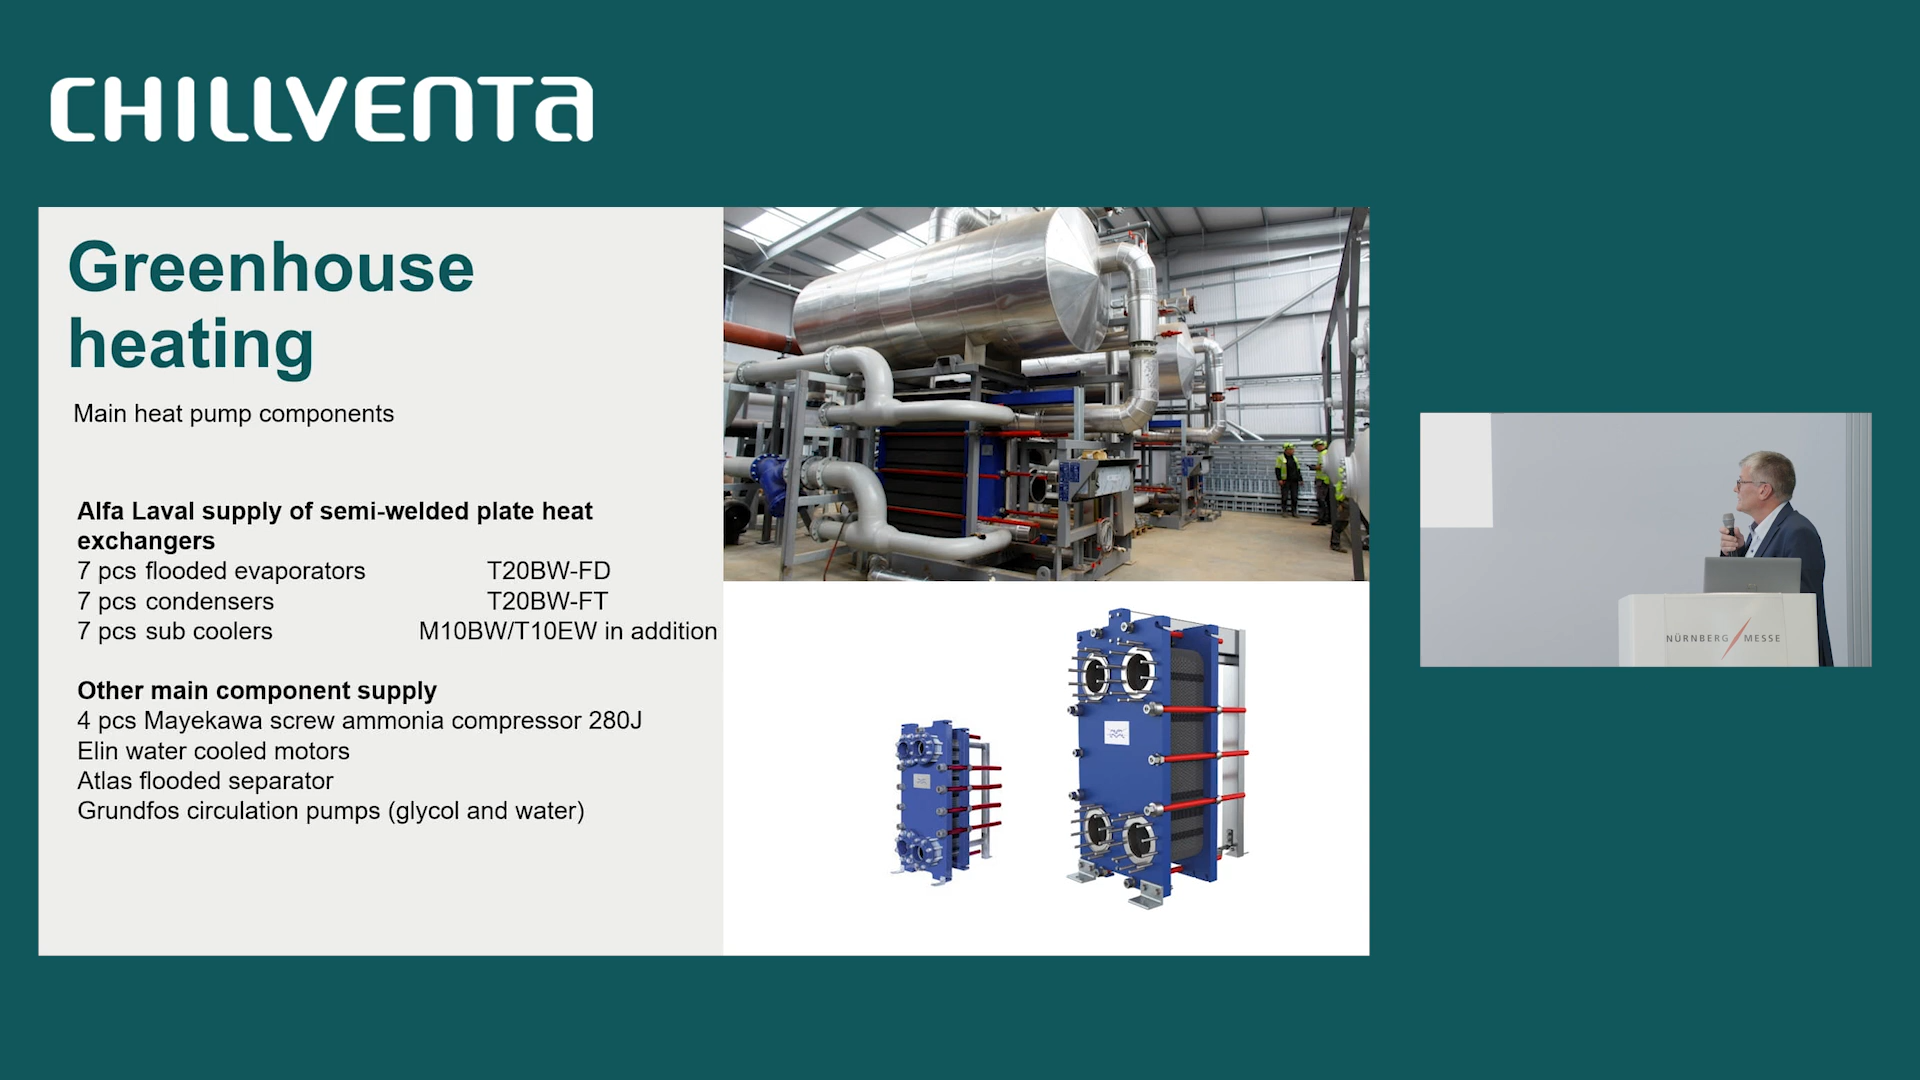 CHILLVENTA
Greenhouse
heating
Main heat pump components
Alfa Laval supply of semi-welded plate heat
exchangers
7 pcs flooded evaporators T20BW-FD
7 pcs condensers T20BW-FT
7 pcs sub coolers M10BW/T10EW in addition
Other main component supply
4 pcs Mayekawa screw ammonia compressor 280J
Elin water cooled motors
Atlas flooded separator
Grundfos circulation pumps (glycol and water)
NÜRNBERG MESSE